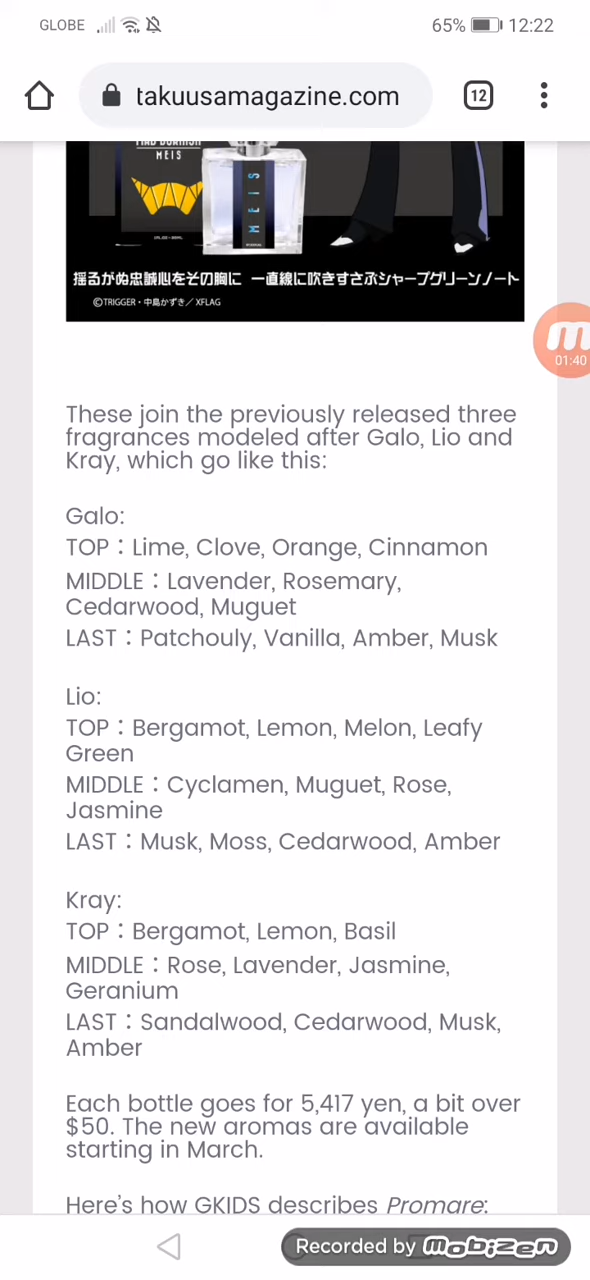 GLOBE 65% 12:22
takuusamagazine.com 12
MEIS
MEIS
揺るがぬ忠誠心をその胸に 一直線に吹きすさぶシャープグリーンノート
©TRIGGER・中島かずき／XFLAG
01:40
These join the previously released three
fragrances modeled after Galo, Lio and
Kray, which go like this:
Galo:
TOP：Lime, Clove, Orange, Cinnamon
MIDDLE：Lavender, Rosemary,
Cedarwood, Muguet
LAST：Patchouly, Vanilla, Amber, Musk
Lio:
TOP：Bergamot, Lemon, Melon, Leafy
Green
MIDDLE：Cyclamen, Muguet, Rose,
Jasmine
LAST：Musk, Moss, Cedarwood, Amber
Kray:
TOP：Bergamot, Lemon, Basil
MIDDLE：Rose, Lavender, Jasmine,
Geranium
LAST：Sandalwood, Cedarwood, Musk,
Amber
Each bottle goes for 5,417 yen, a bit over
$50. The new aromas are available
starting in March.
Here’s how GKIDS describes Promare:
Recorded by mobizen